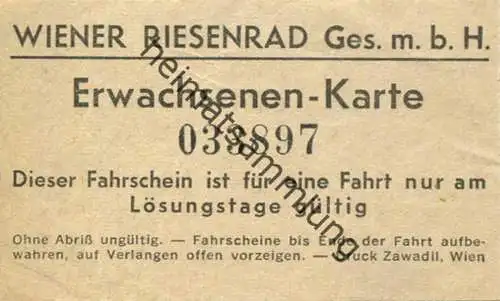 WIENER RIESENRAD Ges. m. b. H.
Erwachsenen-Karte
033897
Dieser Fahrschein ist für eine Fahrt nur am
Lösungstage gültig
Ohne Abriß ungültig. — Fahrscheine bis Ende der Fahrt aufbe-
wahren, auf Verlangen offen vorzeigen. — Druck Zawadil, Wien
heimatsammlung